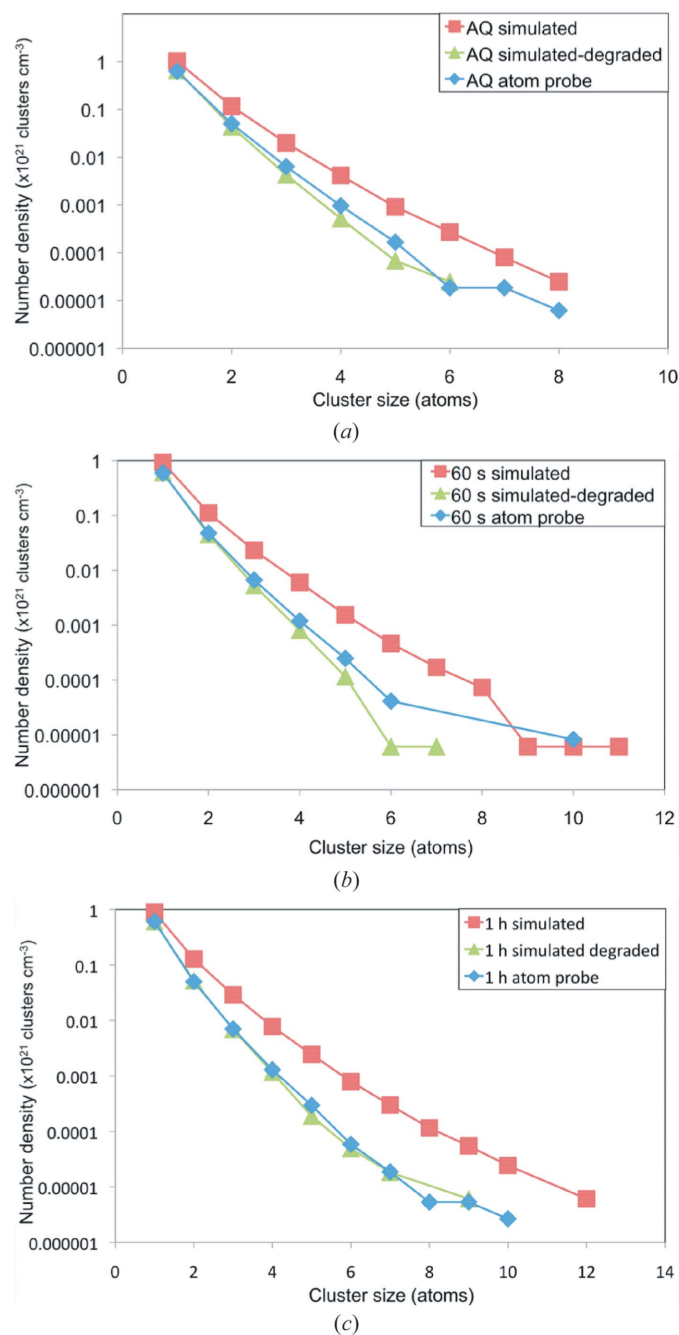 AQ simulated
AQ simulated-degraded
AQ atom probe
Number density (x10²¹ clusters cm⁻³)
1
0.1
0.01
0.001
0.0001
0.00001
0.000001
0 2 4 6 8 10
Cluster size (atoms)
(a)
60 s simulated
60 s simulated-degraded
60 s atom probe
Number density (x10²¹ clusters cm⁻³)
1
0.1
0.01
0.001
0.0001
0.00001
0.000001
0 2 4 6 8 10 12
Cluster size (atoms)
(b)
1 h simulated
1 h simulated degraded
1 h atom probe
Number density (x10²¹ clusters cm⁻³)
1
0.1
0.01
0.001
0.0001
0.00001
0.000001
0 2 4 6 8 10 12 14
Cluster size (atoms)
(c)